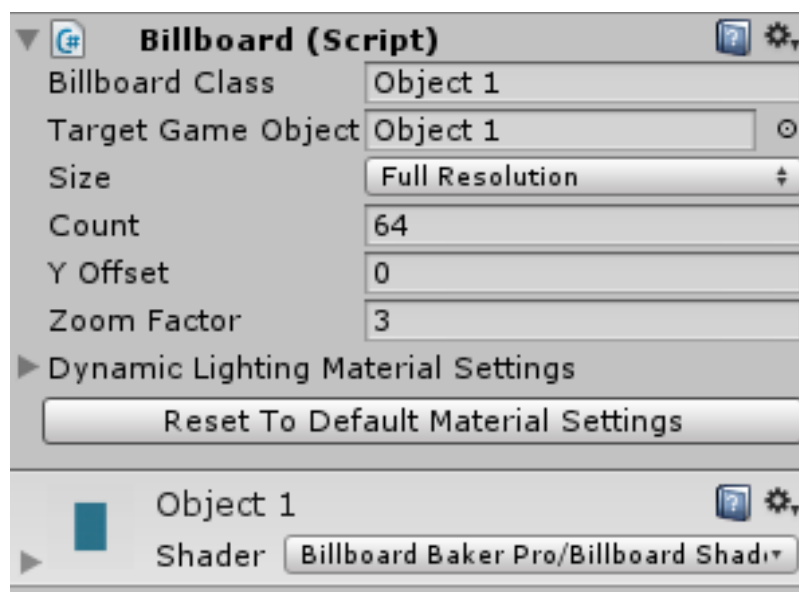 Billboard (Script)
Billboard Class Object 1
Target Game Object Object 1
Size Full Resolution
Count 64
Y Offset 0
Zoom Factor 3
Dynamic Lighting Material Settings
Reset To Default Material Settings
Object 1
Shader Billboard Baker Pro/Billboard Shad